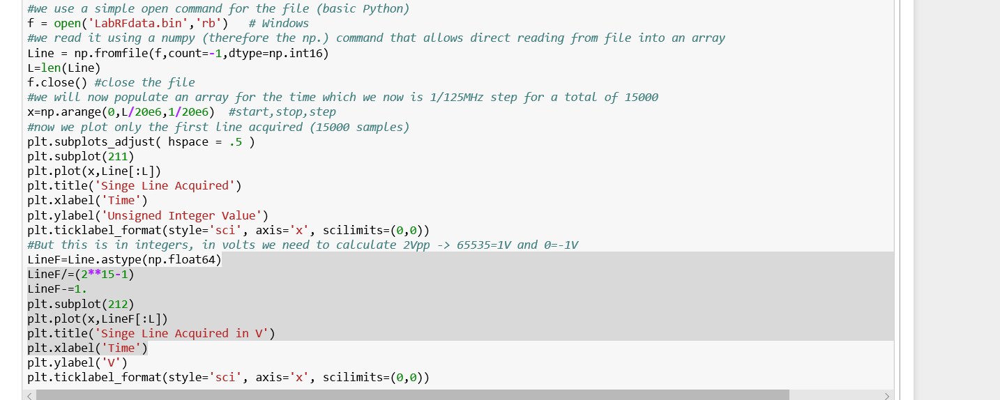 #we use a simple open command for the file (basic Python)
f = open('LabRFdata.bin','rb')   # Windows
#we read it using a numpy (therefore the np.) command that allows direct reading from file into an array
Line = np.fromfile(f,count=-1,dtype=np.int16)
L=len(Line)
f.close() #close the file
#we will now populate an array for the time which we now is 1/125MHz step for a total of 15000
x=np.arange(0,L/20e6,1/20e6)  #start,stop,step
#now we plot only the first line acquired (15000 samples)
plt.subplots_adjust( hspace = .5 )
plt.subplot(211)
plt.plot(x,Line[:L])
plt.title('Singe Line Acquired')
plt.xlabel('Time')
plt.ylabel('Unsigned Integer Value')
plt.ticklabel_format(style='sci', axis='x', scilimits=(0,0))
#But this is in integers, in volts we need to calculate 2Vpp -> 65535=1V and 0=-1V
LineF=Line.astype(np.float64)
LineF/=(2**15-1)
LineF-=1.
plt.subplot(212)
plt.plot(x,LineF[:L])
plt.title('Singe Line Acquired in V')
plt.xlabel('Time')
plt.ylabel('V')
plt.ticklabel_format(style='sci', axis='x', scilimits=(0,0))